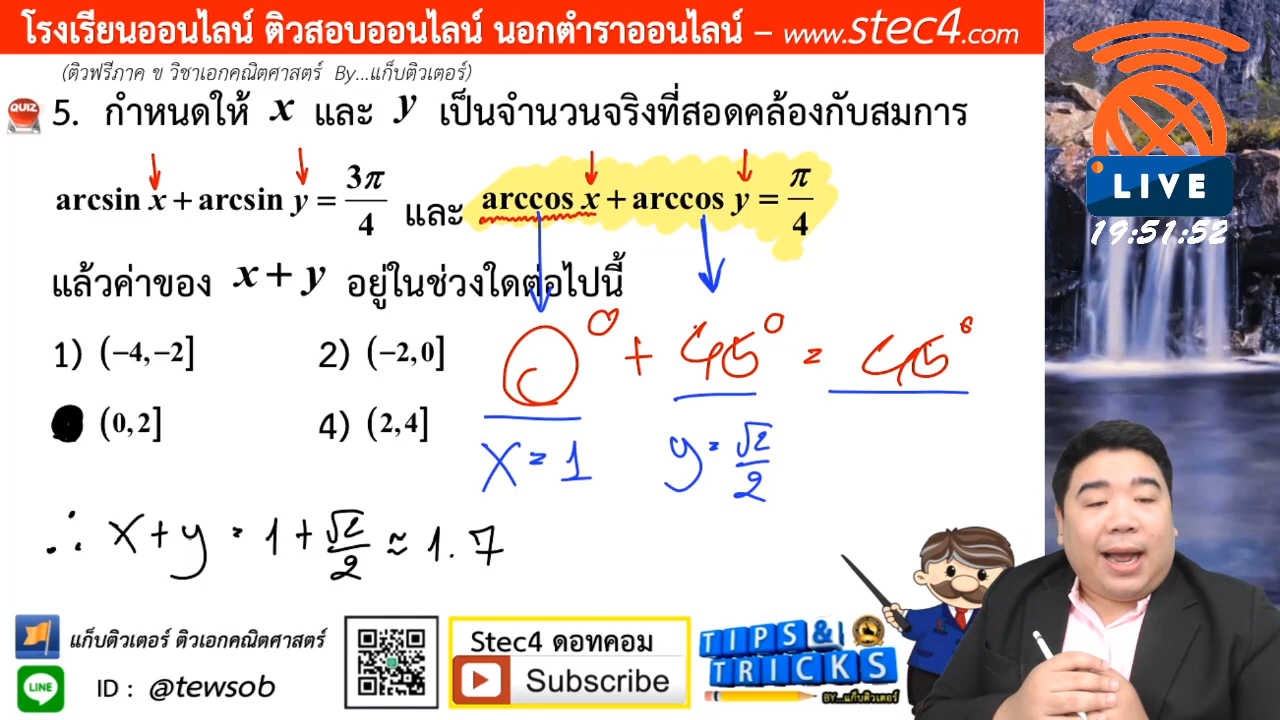 โรงเรียนออนไลน์ ติวสอบออนไลน์ นอกตำราออนไลน์ – www.stec4.com
(ติวฟรีภาค ข วิชาเอกคณิตศาสตร์ By...แก็บติวเตอร์)
QUIZ 5. กำหนดให้ x และ y เป็นจำนวนจริงที่สอดคล้องกับสมการ
arcsin x + arcsin y = 3π/4 และ arccos x + arccos y = π/4
แล้วค่าของ x + y อยู่ในช่วงใดต่อไปนี้
1) (−4,−2] 2) (−2,0]
(0,2] 4) (2,4]
0° + 45° = 45°
x = 1 y = √2/2
∴ x + y = 1 + √2/2 ≈ 1.7
LIVE
19:51:52
แก็บติวเตอร์ ติวเอกคณิตศาสตร์
LINE ID : @tewsob
Stec4 ดอทคอม
Subscribe
TIPS & TRICKS
BY...แก็บติวเตอร์